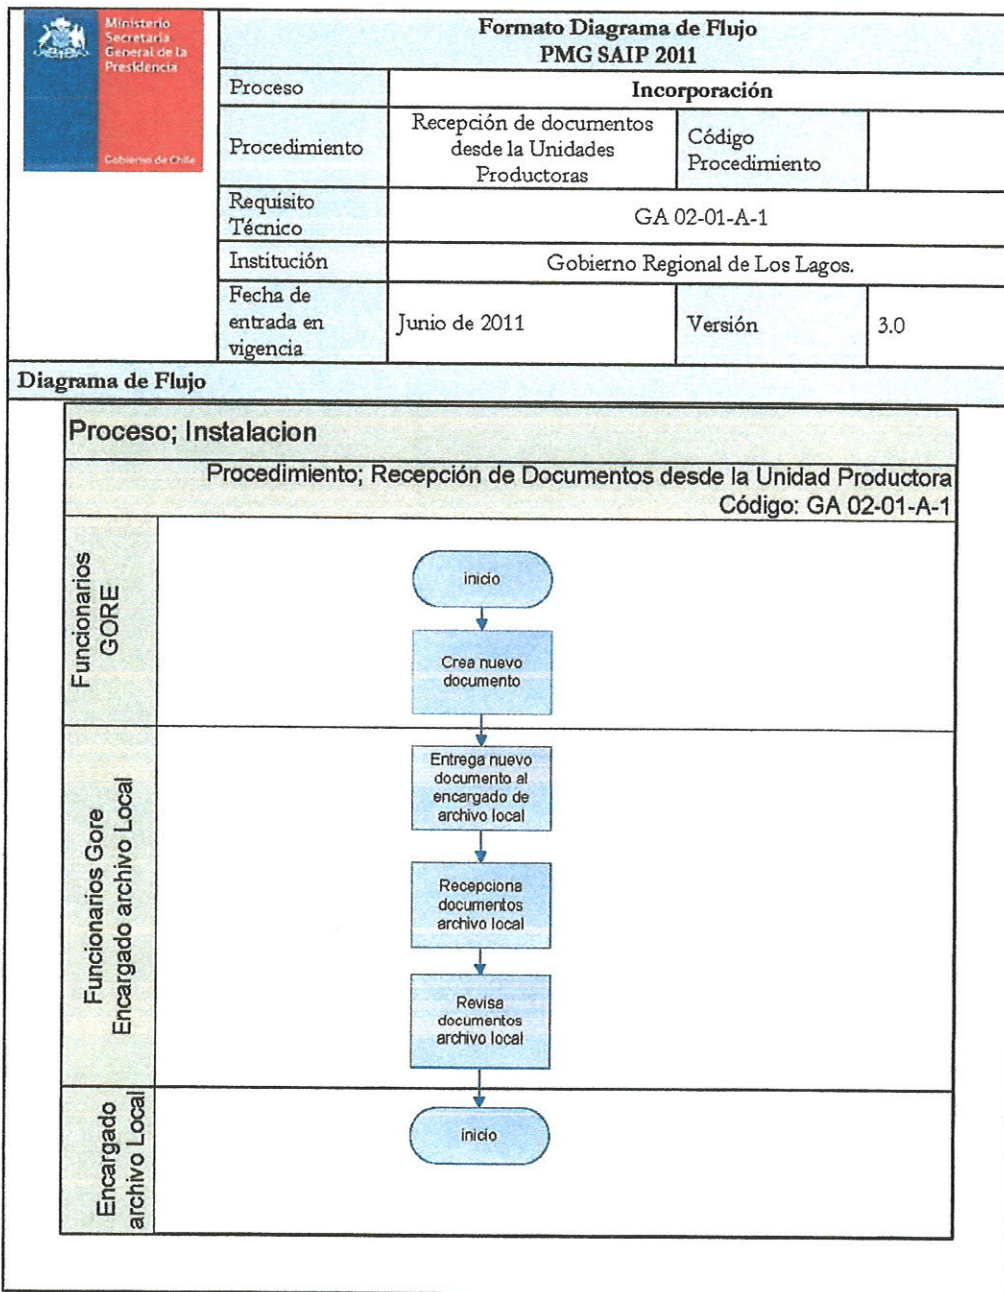 Ministerio
Secretaría
General de la
Presidencia
Gobierno de Chile
Formato Diagrama de Flujo
PMG SAIP 2011
Proceso
Incorporación
Procedimiento
Recepción de documentos
desde la Unidades
Productoras
Código
Procedimiento
Requisito
Técnico
GA 02-01-A-1
Institución
Gobierno Regional de Los Lagos.
Fecha de
entrada en
vigencia
Junio de 2011
Versión
3.0
Diagrama de Flujo
Proceso; Instalacion
Procedimiento; Recepción de Documentos desde la Unidad Productora
Código: GA 02-01-A-1
Funcionarios
GORE
inicio
Crea nuevo
documento
Funcionarios Gore
Encargado archivo Local
Entrega nuevo
documento al
encargado de
archivo local
Recepciona
documentos
archivo local
Revisa
documentos
archivo local
Encargado
archivo Local
inicio